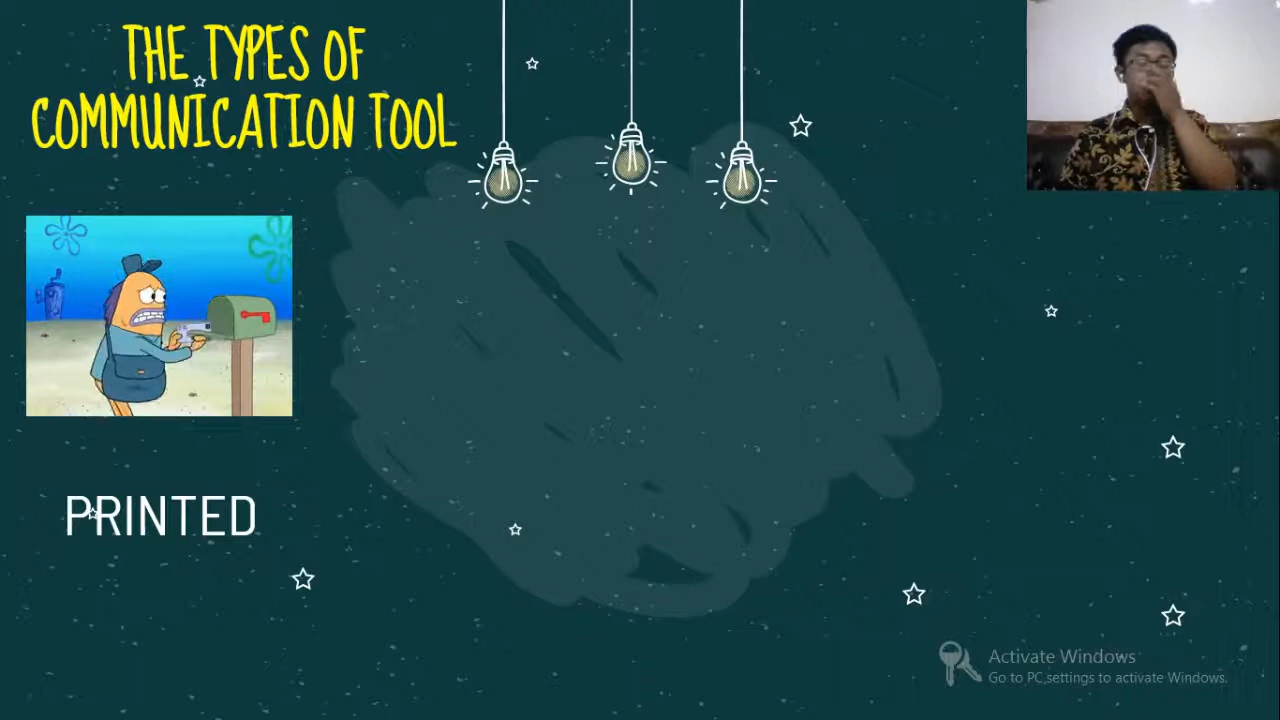 THE TYPES OF
COMMUNICATION TOOL
PRINTED
Activate Windows
Go to PC settings to activate Windows.